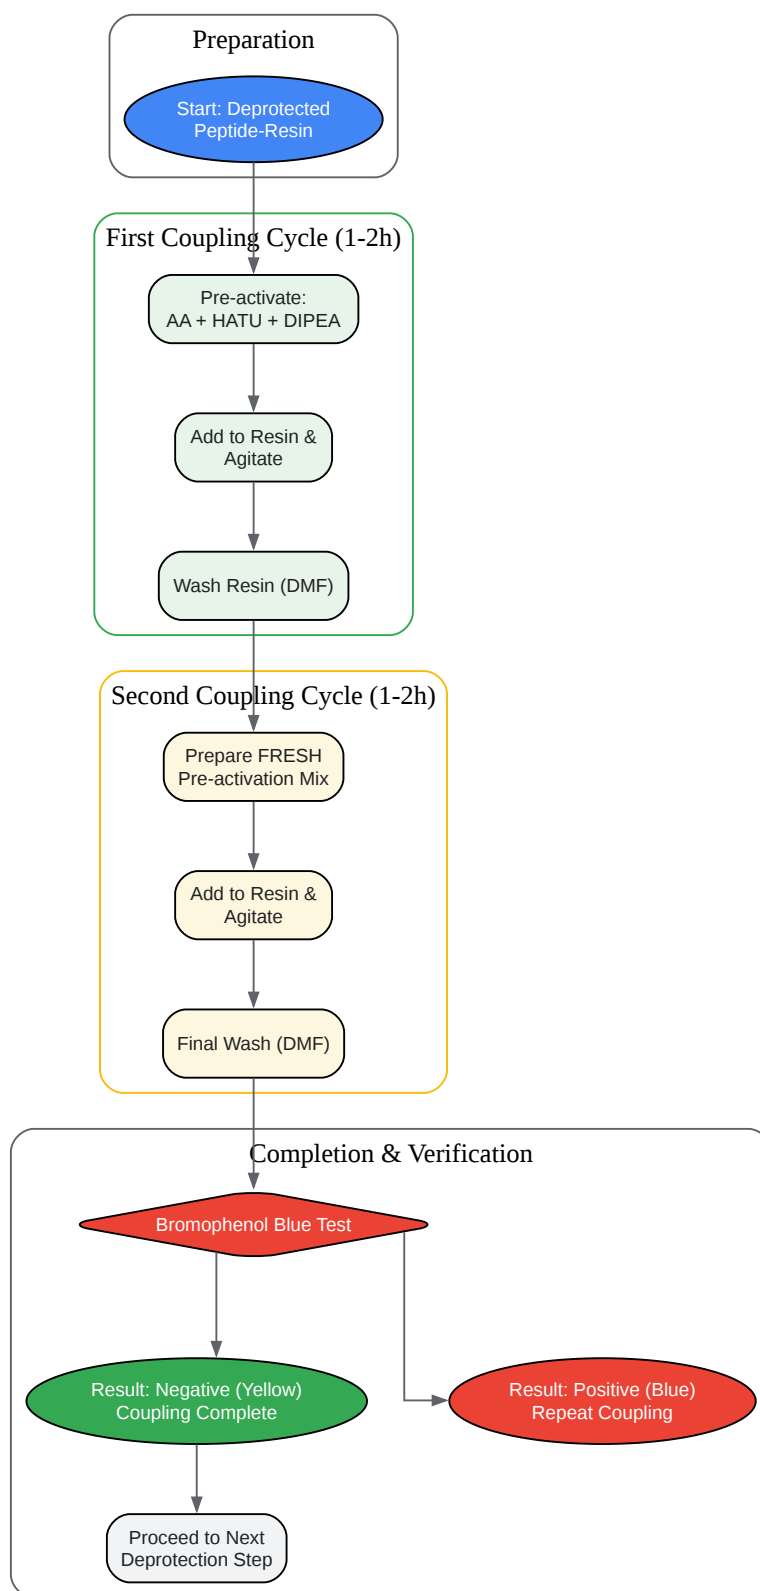 Preparation
Start: Deprotected
Peptide-Resin
First Coupling Cycle (1-2h)
Pre-activate:
AA + HATU + DIPEA
Add to Resin &
Agitate
Wash Resin (DMF)
Second Coupling Cycle (1-2h)
Prepare FRESH
Pre-activation Mix
Add to Resin &
Agitate
Final Wash (DMF)
Completion & Verification
Bromophenol Blue Test
Result: Negative (Yellow)
Coupling Complete
Result: Positive (Blue)
Repeat Coupling
Proceed to Next
Deprotection Step